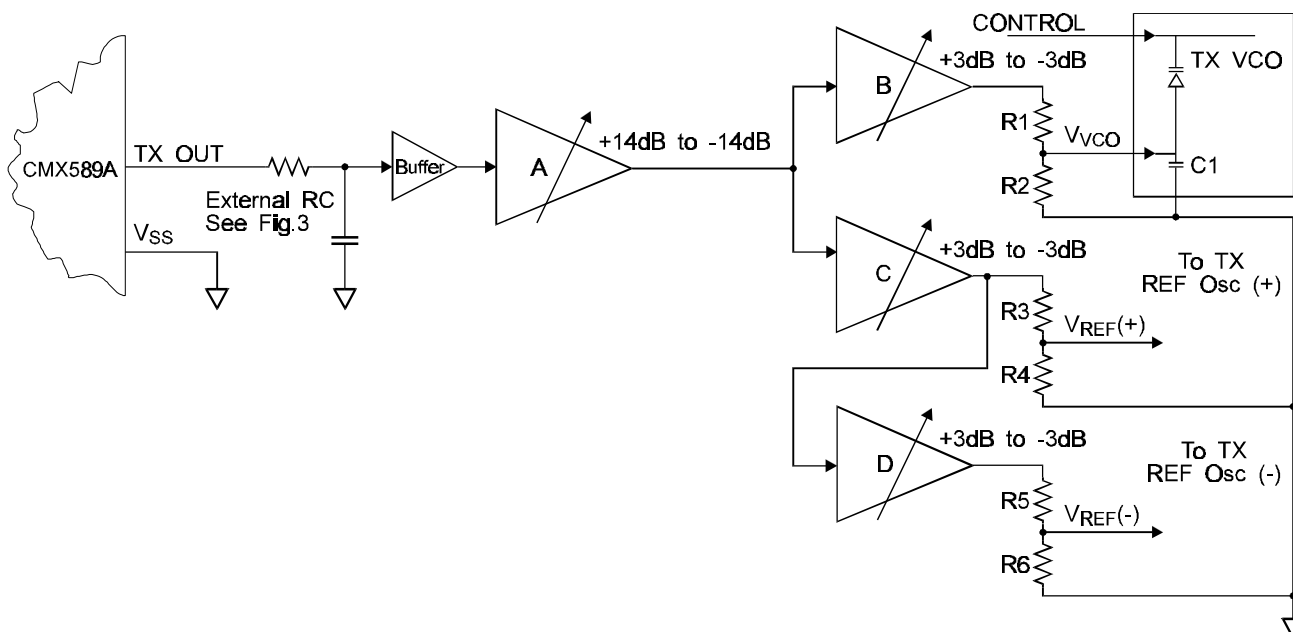 CONTROL
+3dB to -3dB
TX VCO
B
R1
TX OUT
+14dB to -14dB
VVCO
CMX589A
Buffer
A
C1
R2
External RC
See Fig.3
VSS
+3dB to -3dB
To TX
REF Osc (+)
C
R3
VREF(+)
R4
+3dB to -3dB
To TX
REF Osc (-)
D
R5
VREF(-)
R6